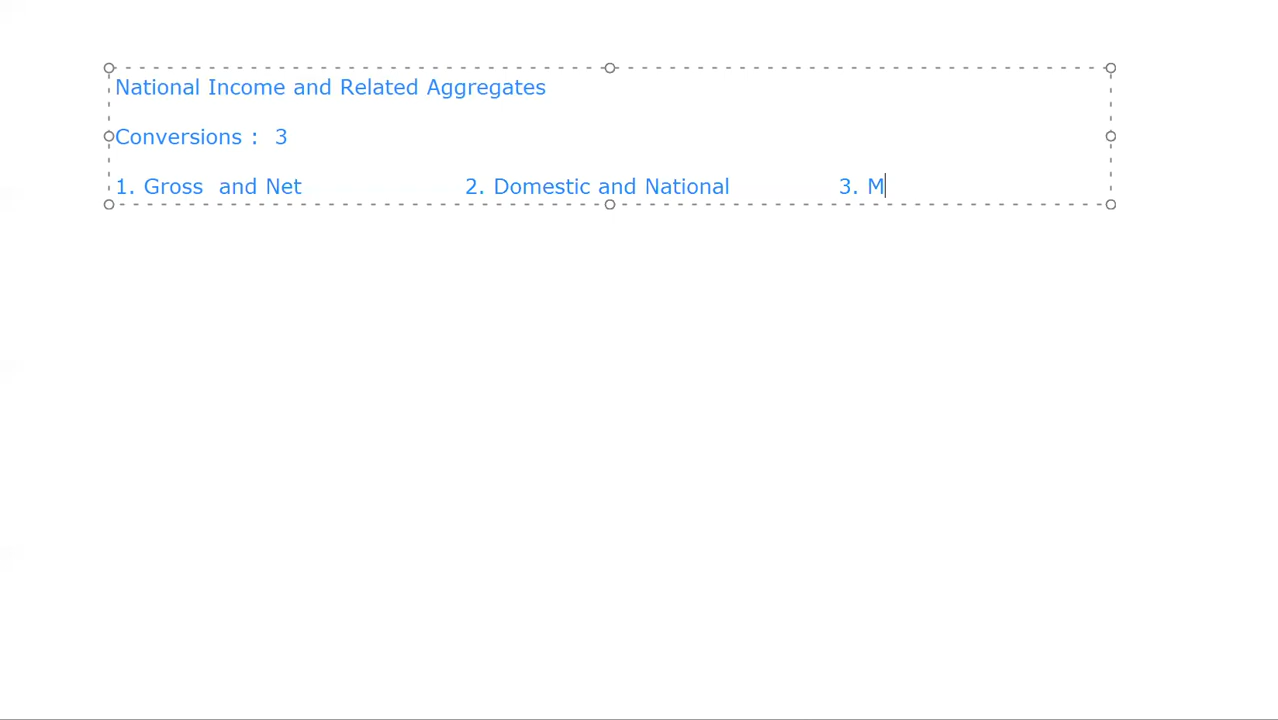 National Income and Related Aggregates
Conversions :  3
1. Gross  and Net 2. Domestic and National 3. M